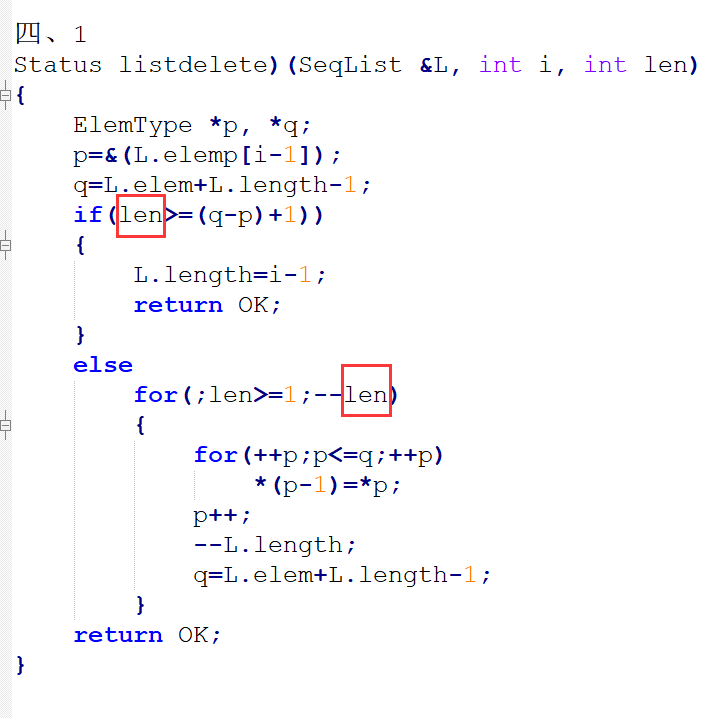 四、1
Status listdelete)(SeqList &L, int i, int len)
{
    ElemType *p, *q;
    p=&(L.elemp[i-1]);
    q=L.elem+L.length-1;
    if(len>=(q-p)+1))
    {
        L.length=i-1;
        return OK;
    }
    else
        for(;len>=1;--len)
        {
            for(++p;p<=q;++p)
                *(p-1)=*p;
            p++;
            --L.length;
            q=L.elem+L.length-1;
        }
    return OK;
}